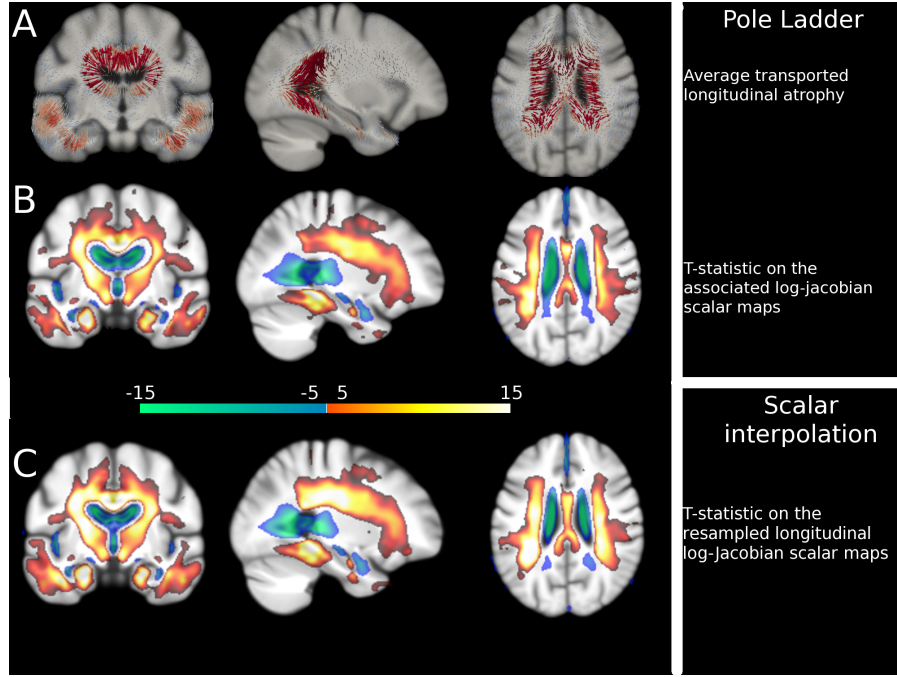 A
Pole Ladder
Average transported
longitudinal atrophy
B
T-statistic on the
associated log-jacobian
scalar maps
-15
-5
5
15
Scalar
interpolation
C
T-statistic on the
resampled longitudinal
log-Jacobian scalar maps